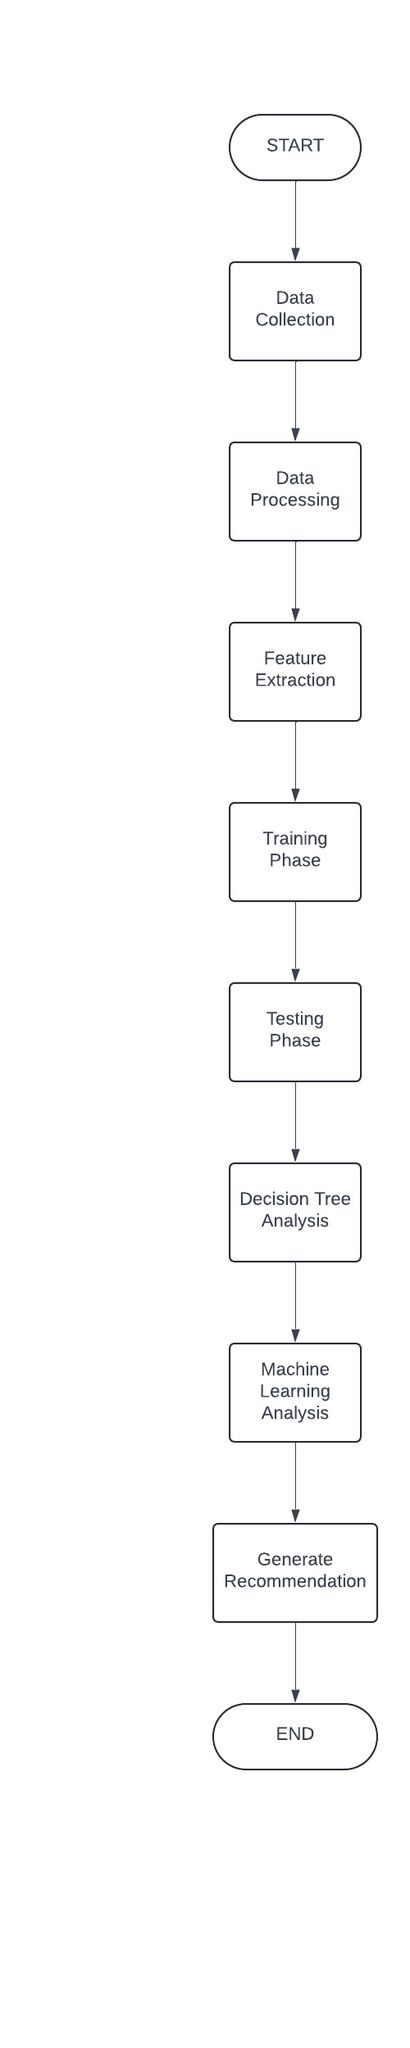 START
Data
Collection
Data
Processing
Feature
Extraction
Training
Phase
Testing
Phase
Decision Tree
Analysis
Machine
Learning
Analysis
Generate
Recommendation
END